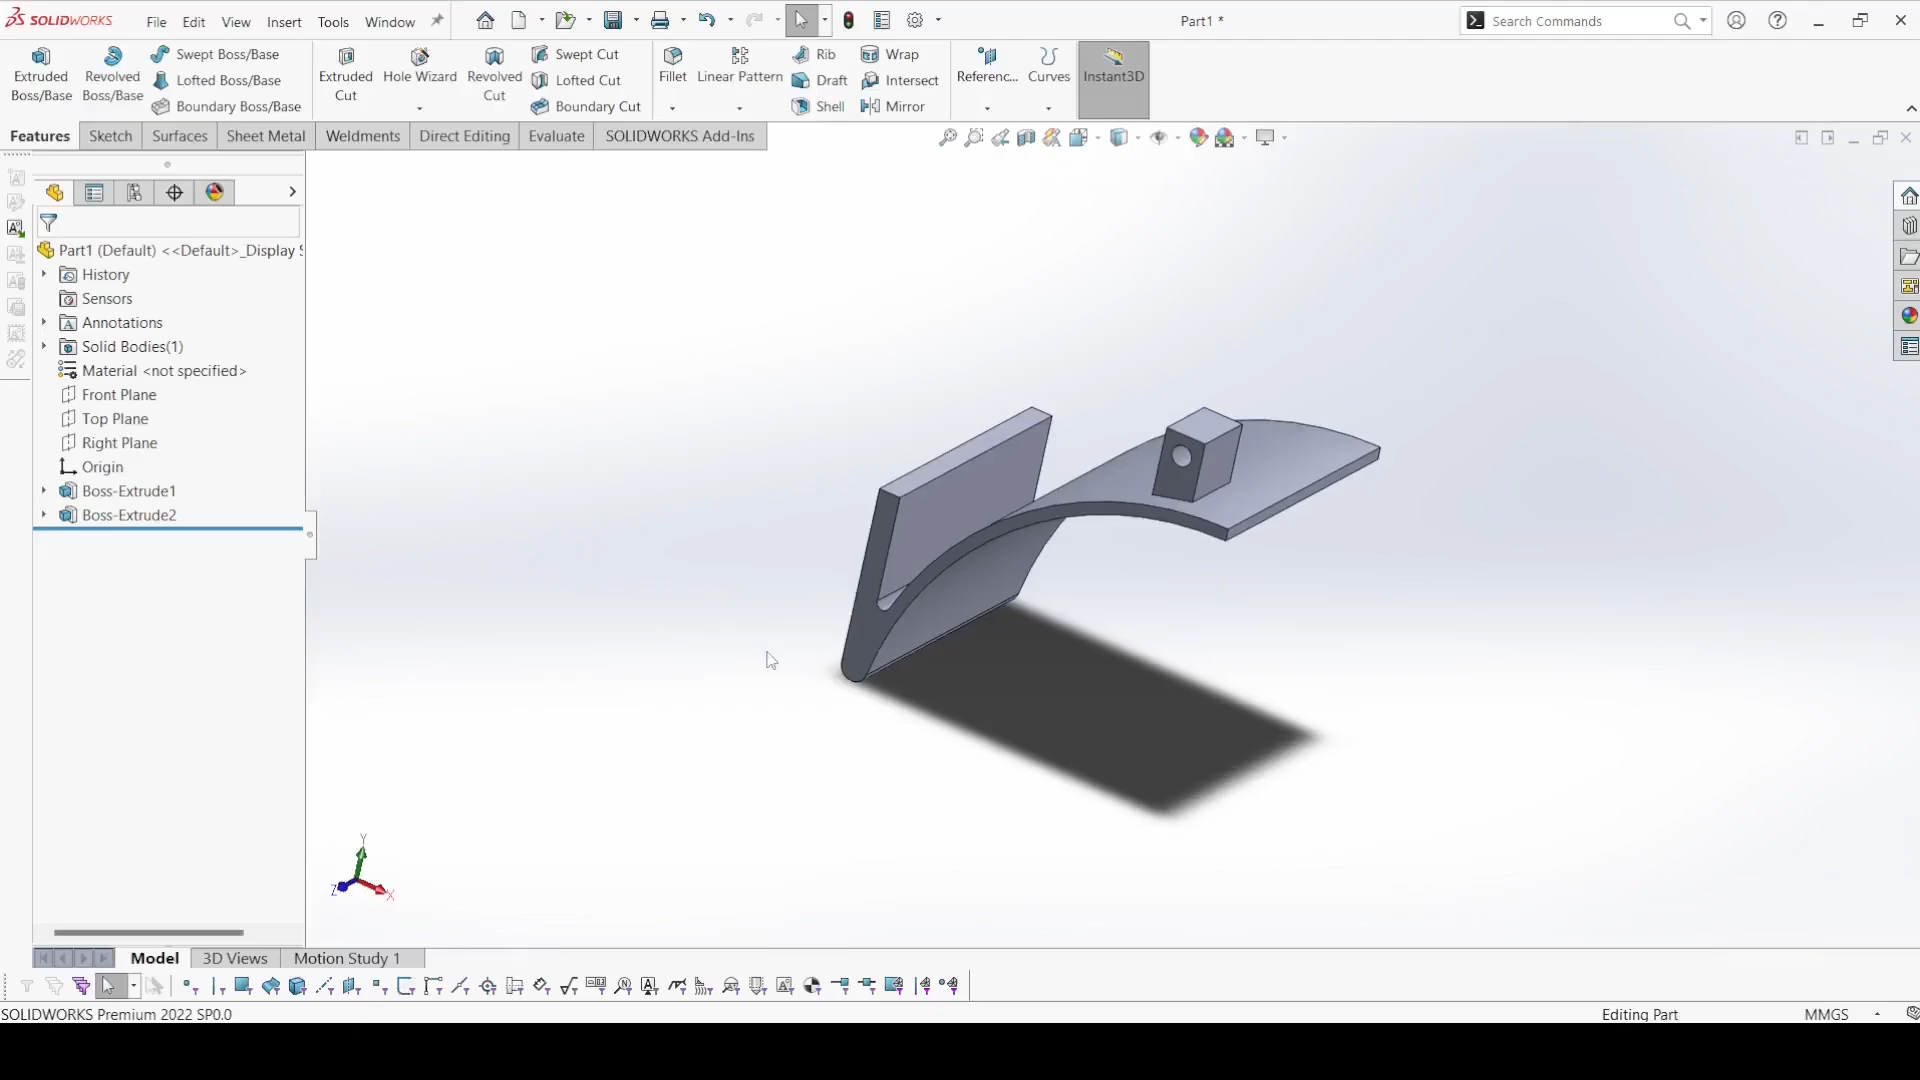 SOLIDWORKS File Edit View Insert Tools Window Part1 * Search Commands
Extruded Boss/Base
Revolved Boss/Base
Swept Boss/Base
Lofted Boss/Base
Boundary Boss/Base
Extruded Cut
Hole Wizard
Revolved Cut
Swept Cut
Lofted Cut
Boundary Cut
Fillet
Linear Pattern
Rib
Draft
Shell
Wrap
Intersect
Mirror
Referenc...
Curves
Instant3D
Features Sketch Surfaces Sheet Metal Weldments Direct Editing Evaluate SOLIDWORKS Add-Ins
Part1 (Default) <<Default>_Display S
History
Sensors
Annotations
Solid Bodies(1)
Material <not specified>
Front Plane
Top Plane
Right Plane
Origin
Boss-Extrude1
Boss-Extrude2
Y
Z
X
Model 3D Views Motion Study 1
SOLIDWORKS Premium 2022 SP0.0 Editing Part MMGS